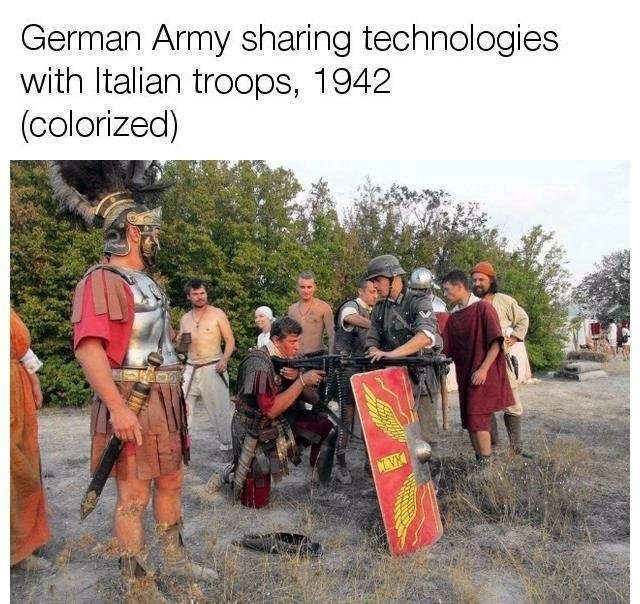 German Army sharing technologies
with Italian troops, 1942
(colorized)